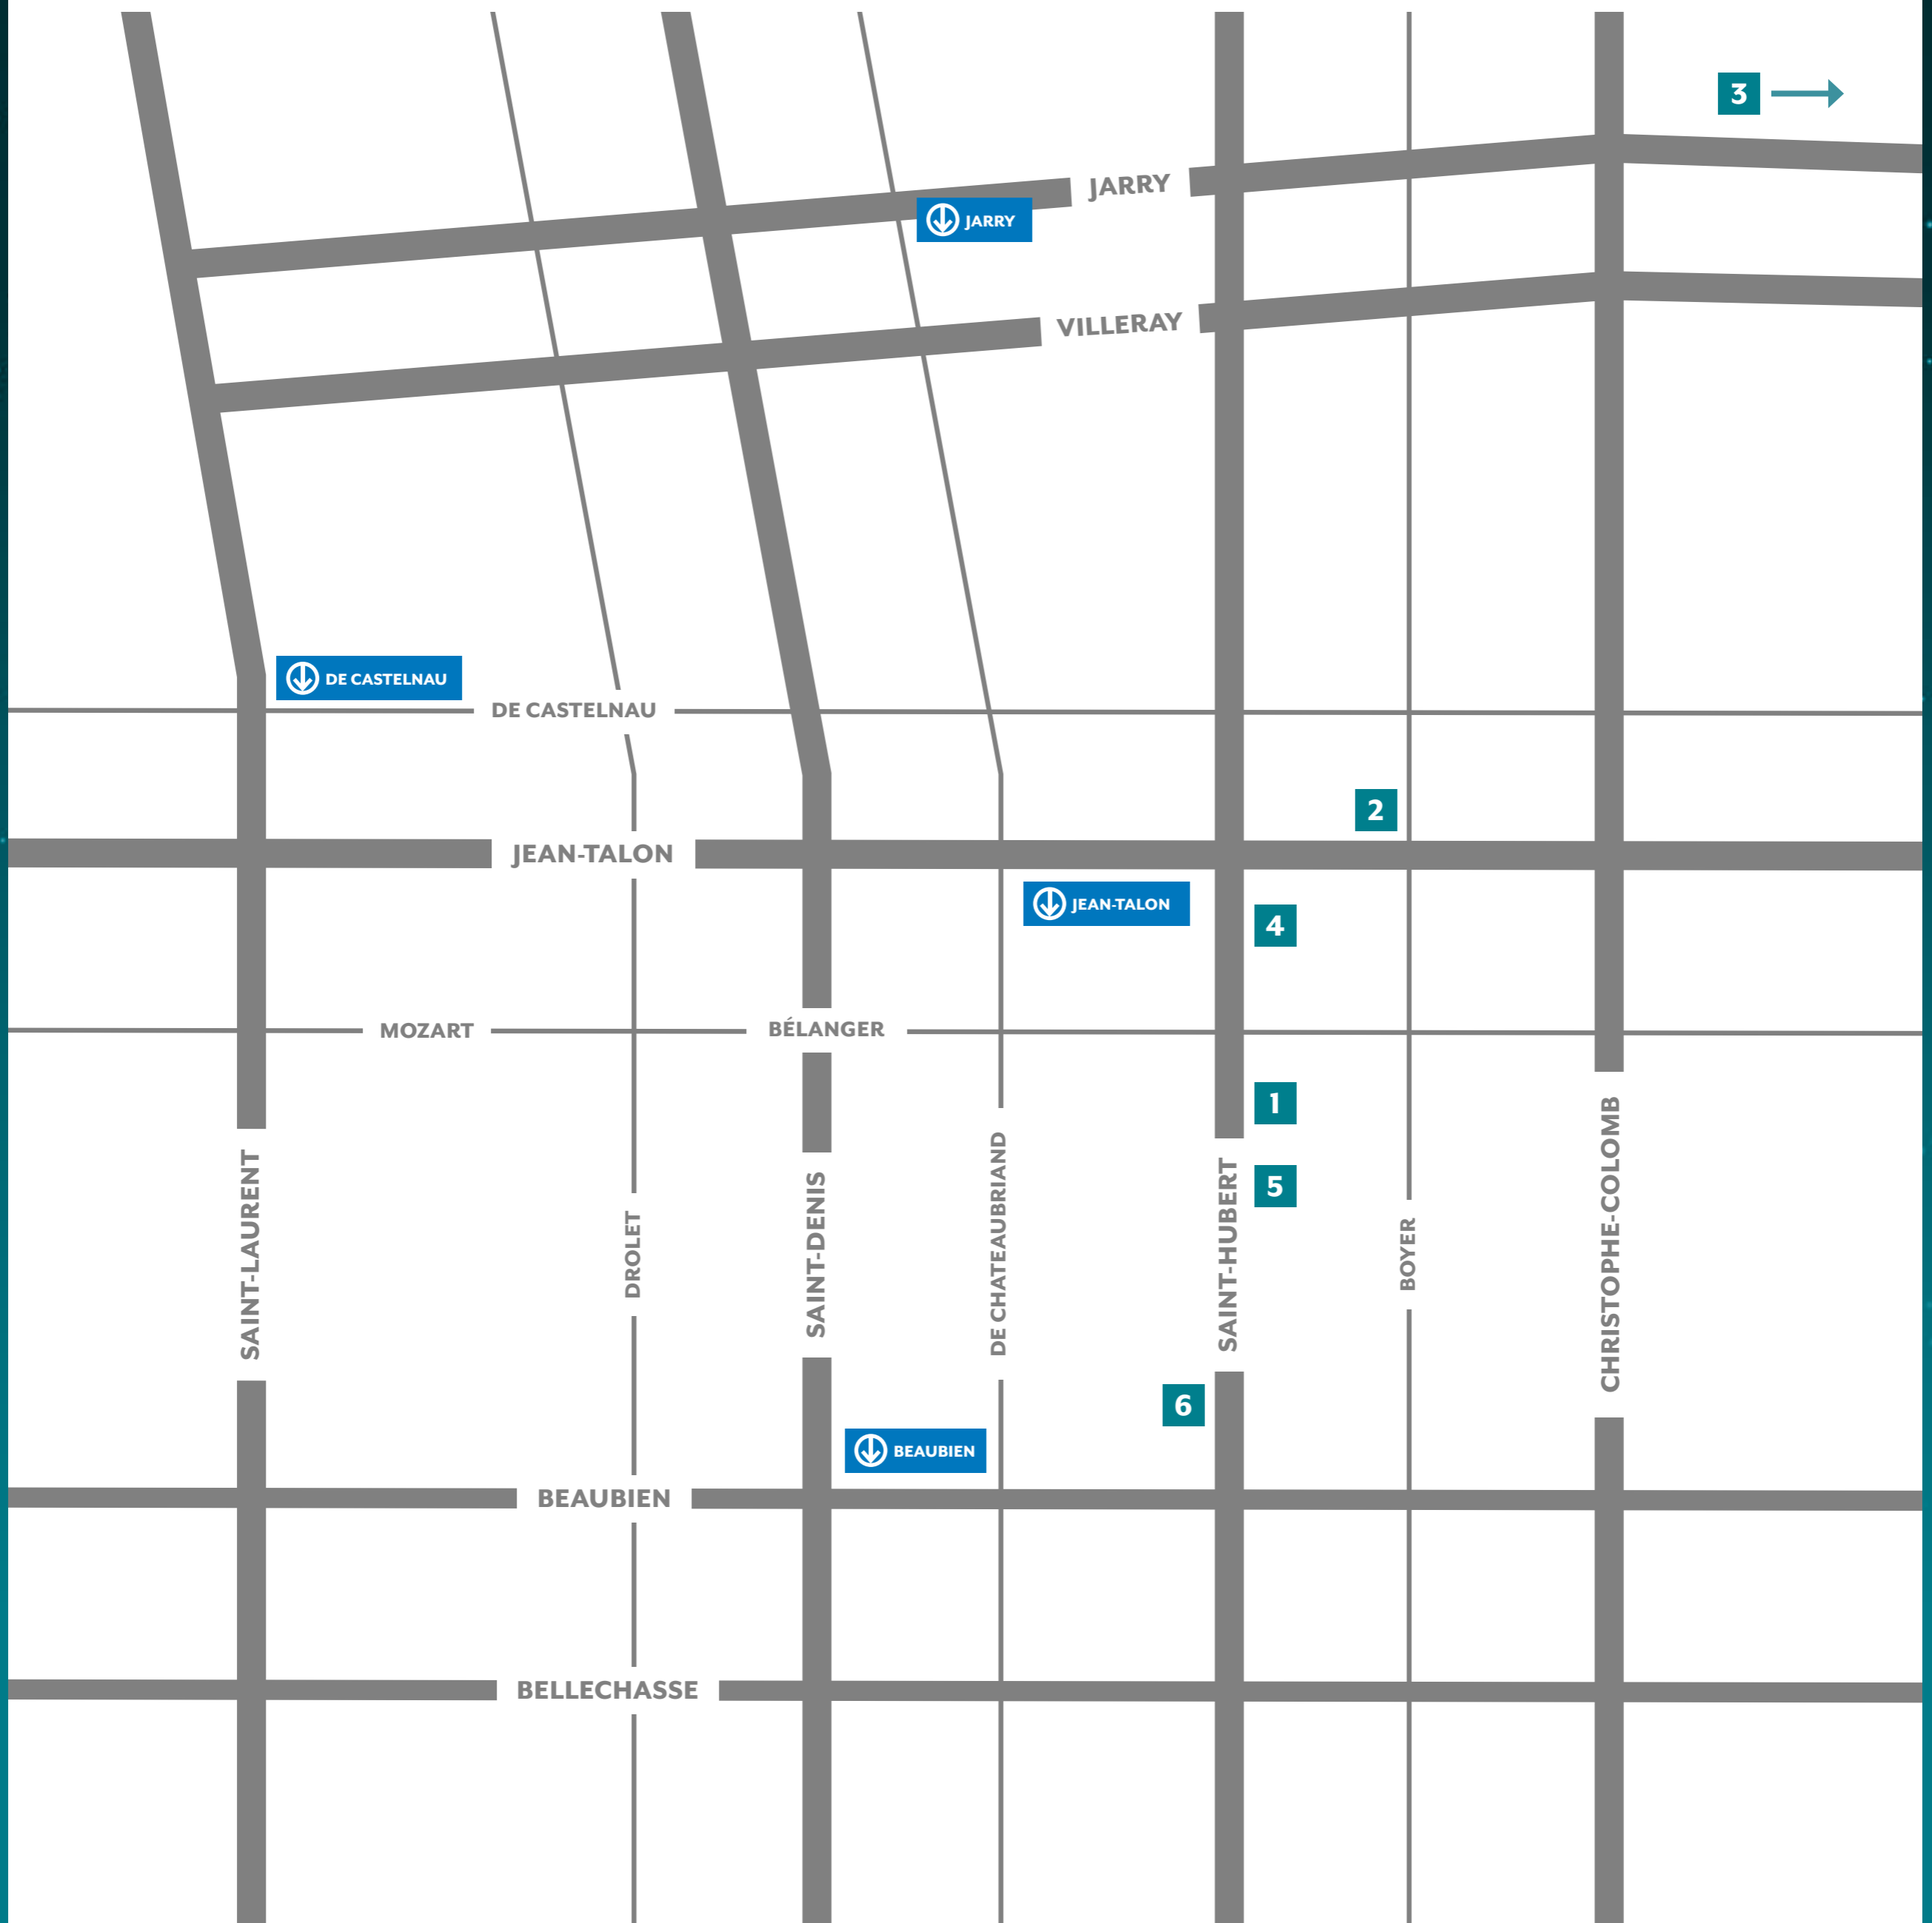 3
JARRY
JARRY
VILLERAY
DE CASTELNAU
DE CASTELNAU
2
JEAN-TALON
JEAN-TALON
4
MOZART
BÉLANGER
1
5
SAINT-LAURENT
DROLET
SAINT-DENIS
DE CHATEAUBRIAND
SAINT-HUBERT
BOYER
CHRISTOPHE-COLOMB
6
BEAUBIEN
BEAUBIEN
BELLECHASSE